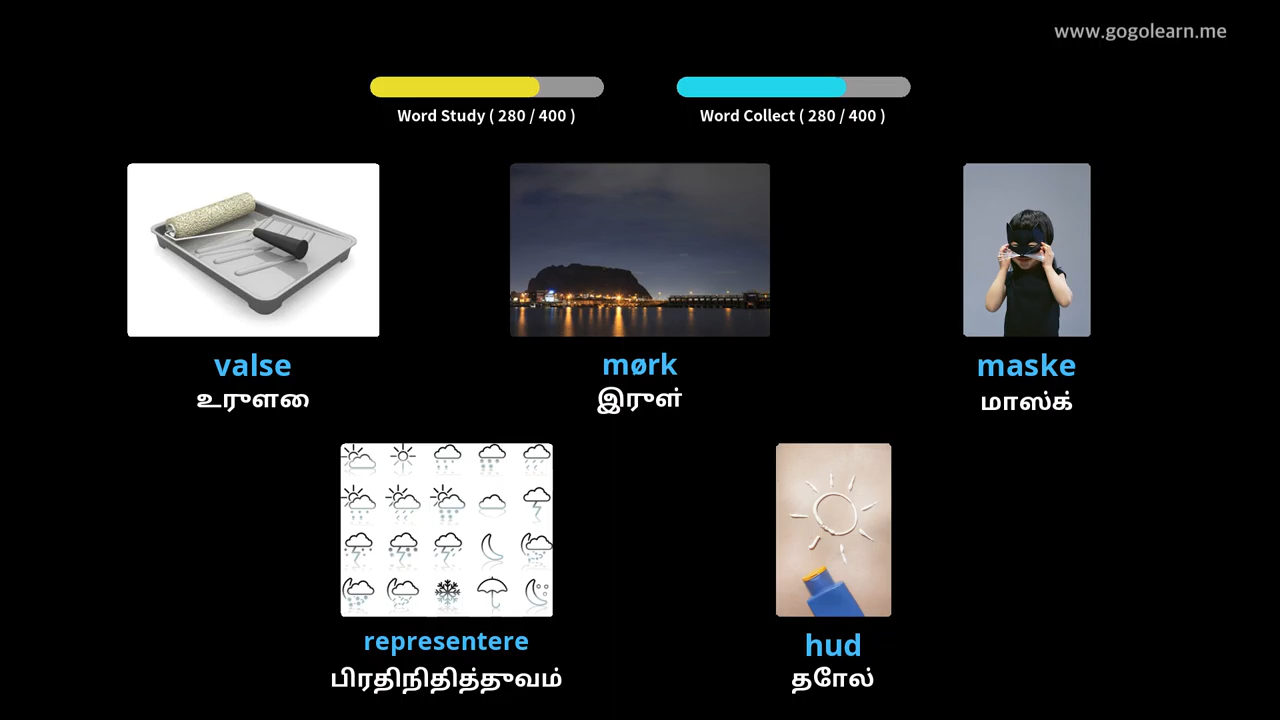 www.gogolearn.me
Word Study ( 280 / 400 )
Word Collect ( 280 / 400 )
valse
உருளை
mørk
இருள்
maske
மாஸ்க்
representere
பிரதிநிதித்துவம்
hud
தோல்